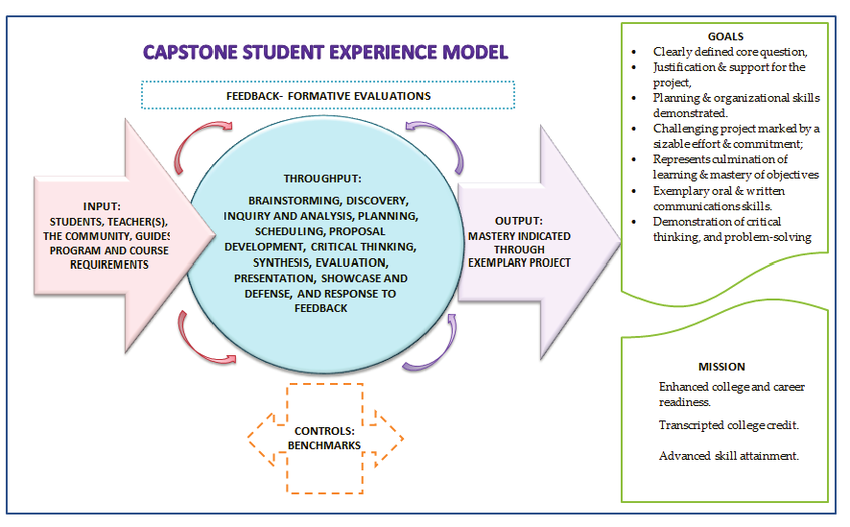 CAPSTONE STUDENT EXPERIENCE MODEL
FEEDBACK- FORMATIVE EVALUATIONS
INPUT:
STUDENTS, TEACHER(S),
THE COMMUNITY, GUIDES
PROGRAM AND COURSE
REQUIREMENTS
THROUGHPUT:
BRAINSTORMING, DISCOVERY,
INQUIRY AND ANALYSIS, PLANNING,
SCHEDULING, PROPOSAL
DEVELOPMENT, CRITICAL THINKING,
SYNTHESIS, EVALUATION,
PRESENTATION, SHOWCASE AND
DEFENSE, AND RESPONSE TO
FEEDBACK
OUTPUT:
MASTERY INDICATED
THROUGH
EXEMPLARY PROJECT
CONTROLS:
BENCHMARKS
GOALS
• Clearly defined core question,
• Justification & support for the
project,
• Planning & organizational skills
demonstrated.
• Challenging project marked by a
sizable effort & commitment;
• Represents culmination of
learning & mastery of objectives
• Exemplary oral & written
communications skills.
• Demonstration of critical
thinking, and problem-solving
MISSION
Enhanced college and career
readiness.
Transcripted college credit.
Advanced skill attainment.